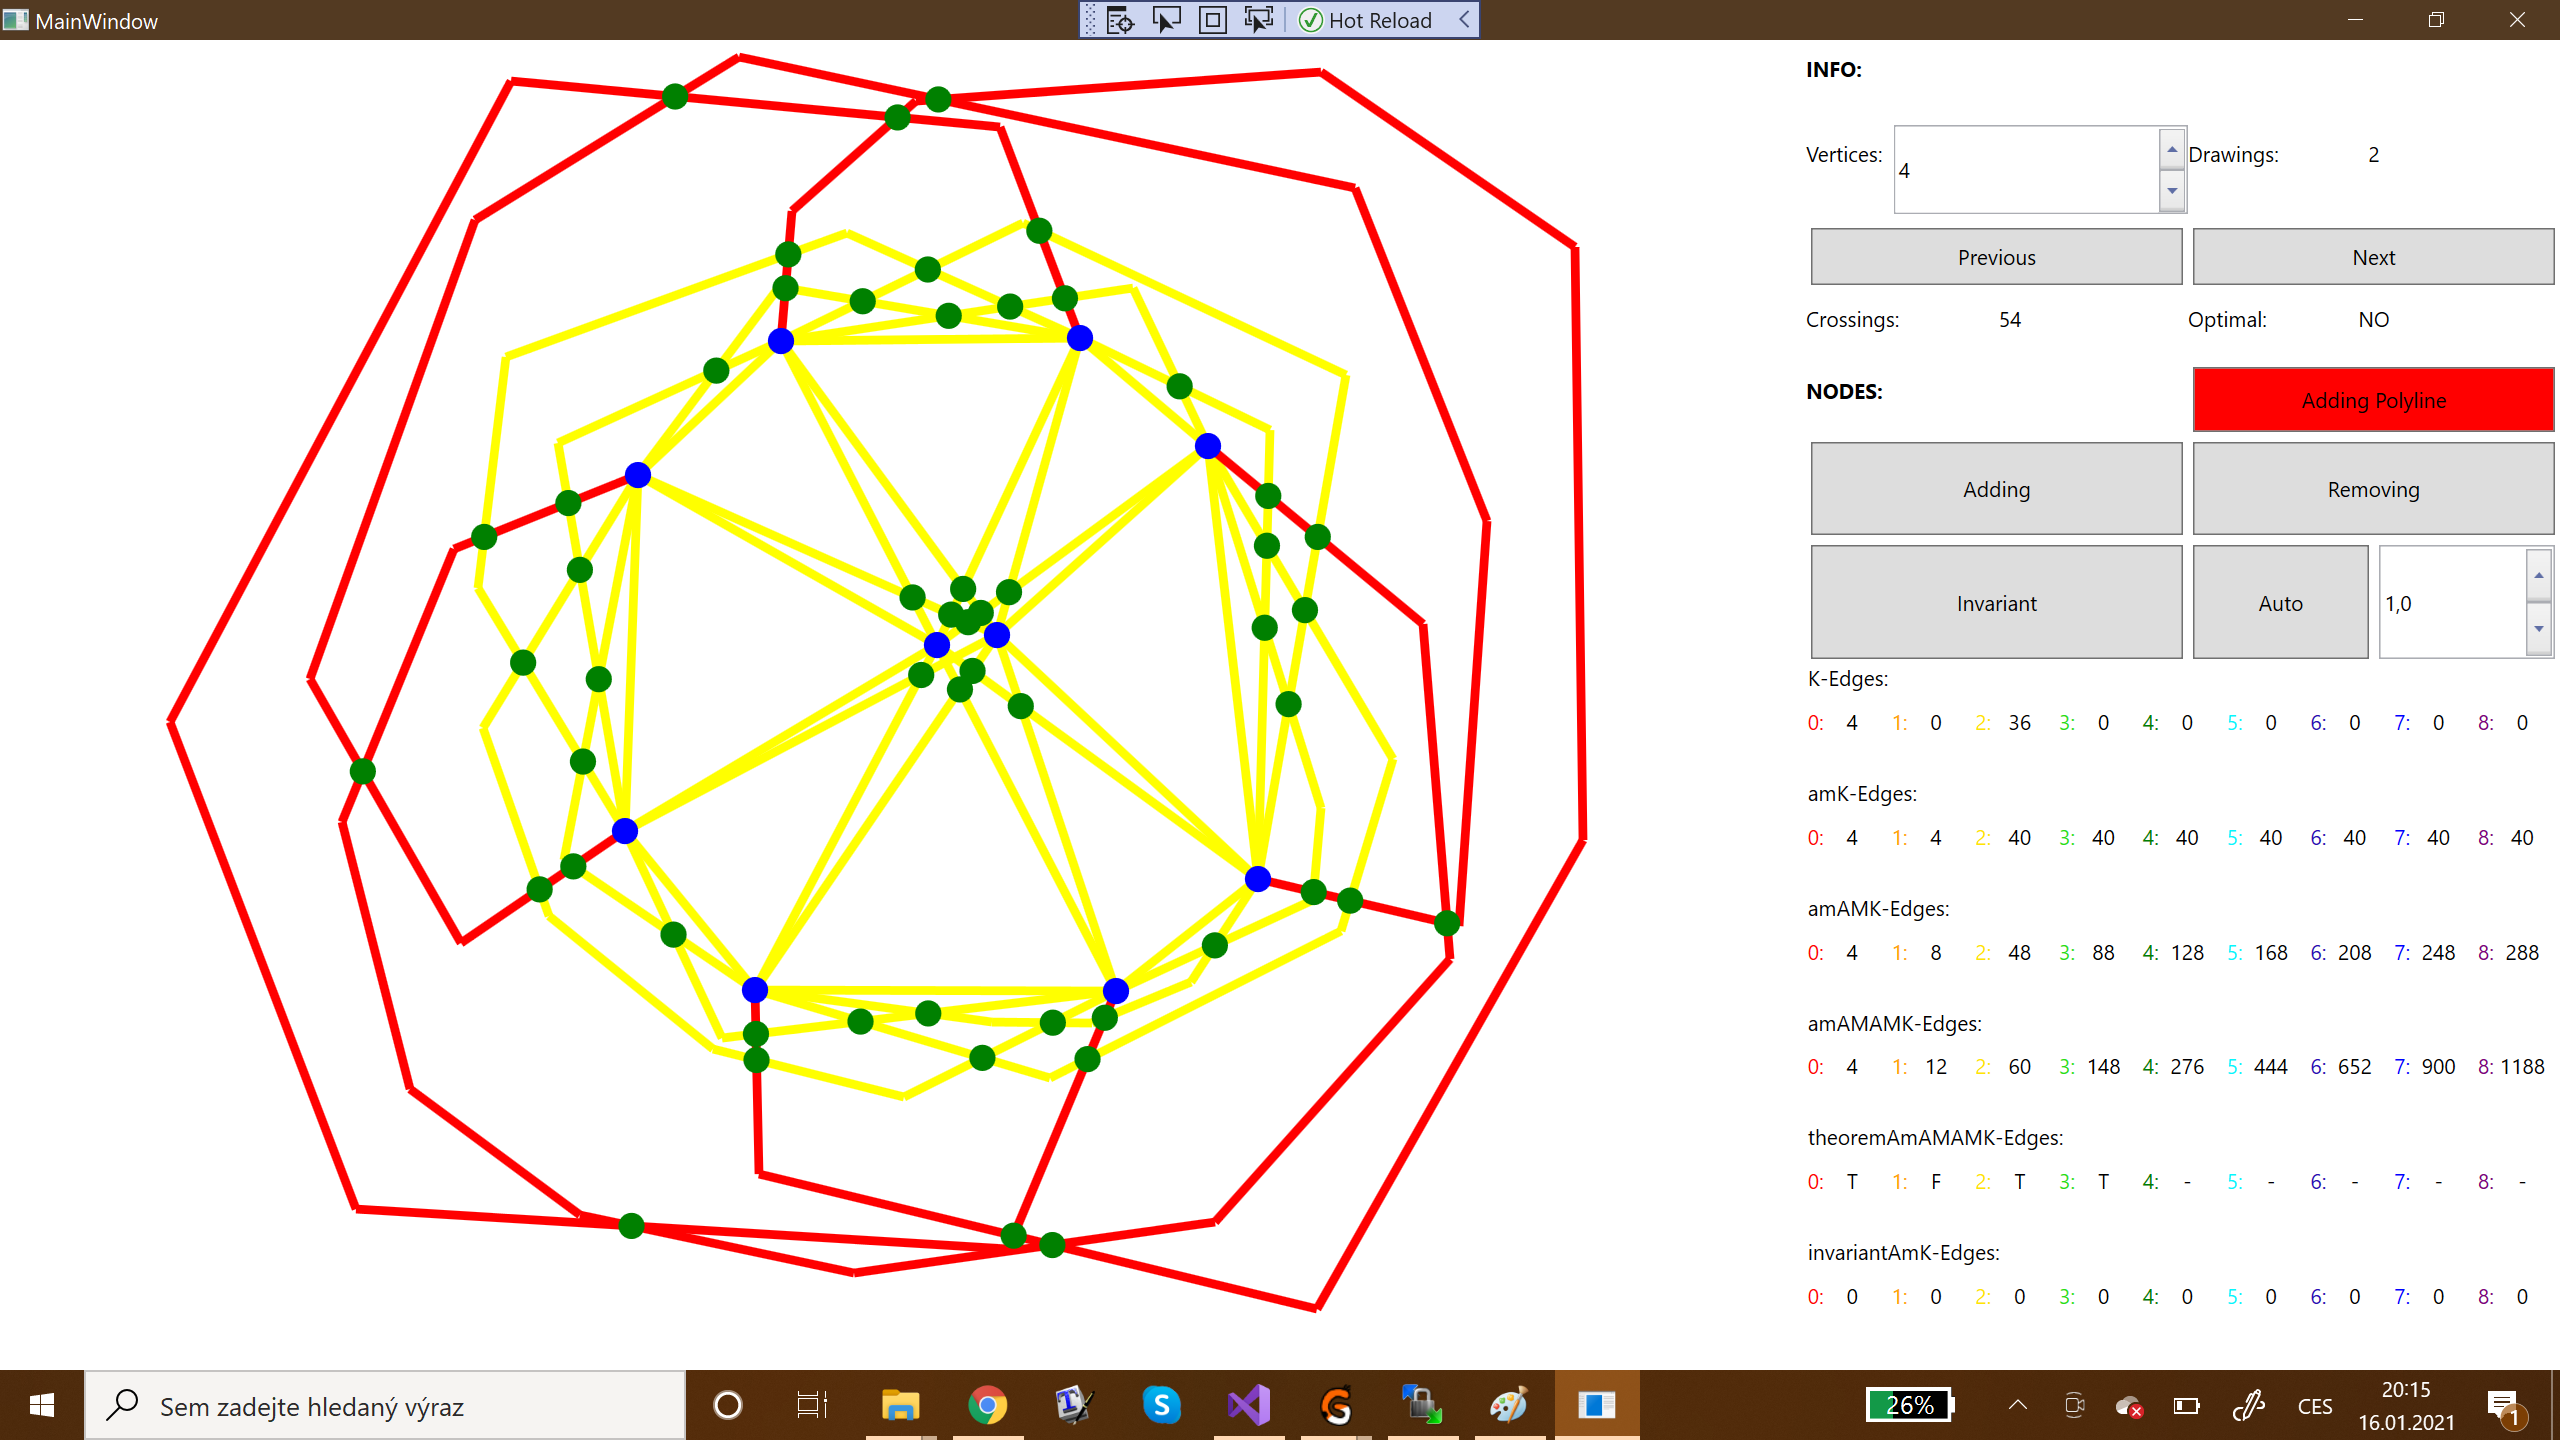 MainWindow
Hot Reload
INFO:
Vertices: 4 Drawings: 2
Previous Next
Crossings: 54 Optimal: NO
NODES: Adding Polyline
Adding Removing
Invariant Auto 1,0
K-Edges:
0: 4 1: 0 2: 36 3: 0 4: 0 5: 0 6: 0 7: 0 8: 0
amK-Edges:
0: 4 1: 4 2: 40 3: 40 4: 40 5: 40 6: 40 7: 40 8: 40
amAMK-Edges:
0: 4 1: 8 2: 48 3: 88 4: 128 5: 168 6: 208 7: 248 8: 288
amAMAMK-Edges:
0: 4 1: 12 2: 60 3: 148 4: 276 5: 444 6: 652 7: 900 8: 1188
theoremAmAMAMK-Edges:
0: T 1: F 2: T 3: T 4: - 5: - 6: - 7: - 8: -
invariantAmK-Edges:
0: 0 1: 0 2: 0 3: 0 4: 0 5: 0 6: 0 7: 0 8: 0
Sem zadejte hledaný výraz
26% CES 20:15
16.01.2021
1